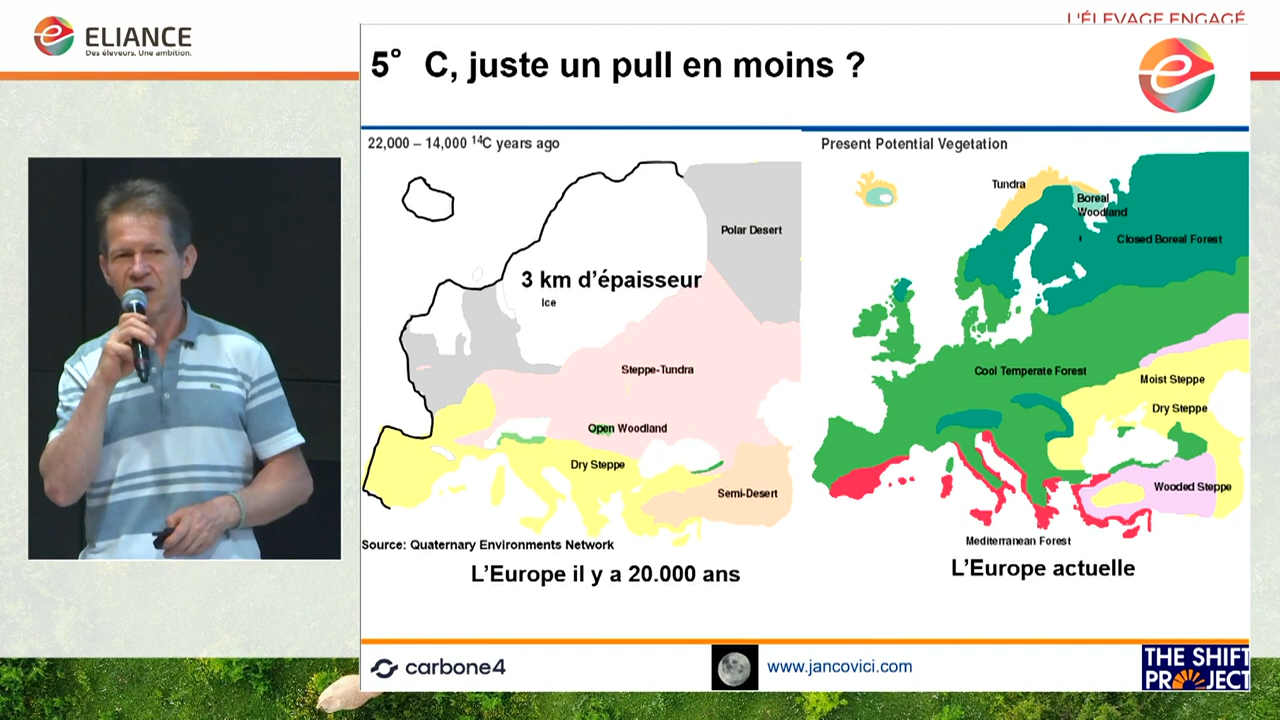 L'ÉLEVAGE ENGAGÉ
ELIANCE
Des éleveurs. Une ambition.
5° C, juste un pull en moins ?
22,000 – 14,000 ¹⁴C years ago
Polar Desert
3 km d'épaisseur
Ice
Steppe-Tundra
Open Woodland
Dry Steppe
Semi-Desert
Source: Quaternary Environments Network
L'Europe il y a 20.000 ans
Present Potential Vegetation
Tundra
Boreal
Woodland
Closed Boreal Forest
Cool Temperate Forest
Moist Steppe
Dry Steppe
Wooded Steppe
Mediterranean Forest
L'Europe actuelle
carbone4
www.jancovici.com
THE SHIFT
PROJECT